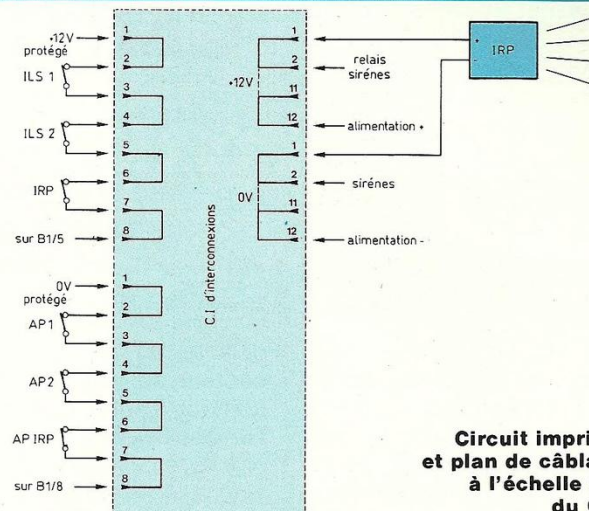 +12V
protégé
ILS 1
ILS 2
IRP
sur B1/5
1
2
3
4
5
6
7
8
0V
protégé
AP1
AP2
AP IRP
sur B1/8
1
2
3
4
5
6
7
8
C.I d'interconnexions
+12V
0V
1
2
11
12
1
2
11
12
relais
sirénes
alimentation +
sirénes
alimentation -
+
-
IRP
Circuit impri
et plan de câbla
à l'échelle
du